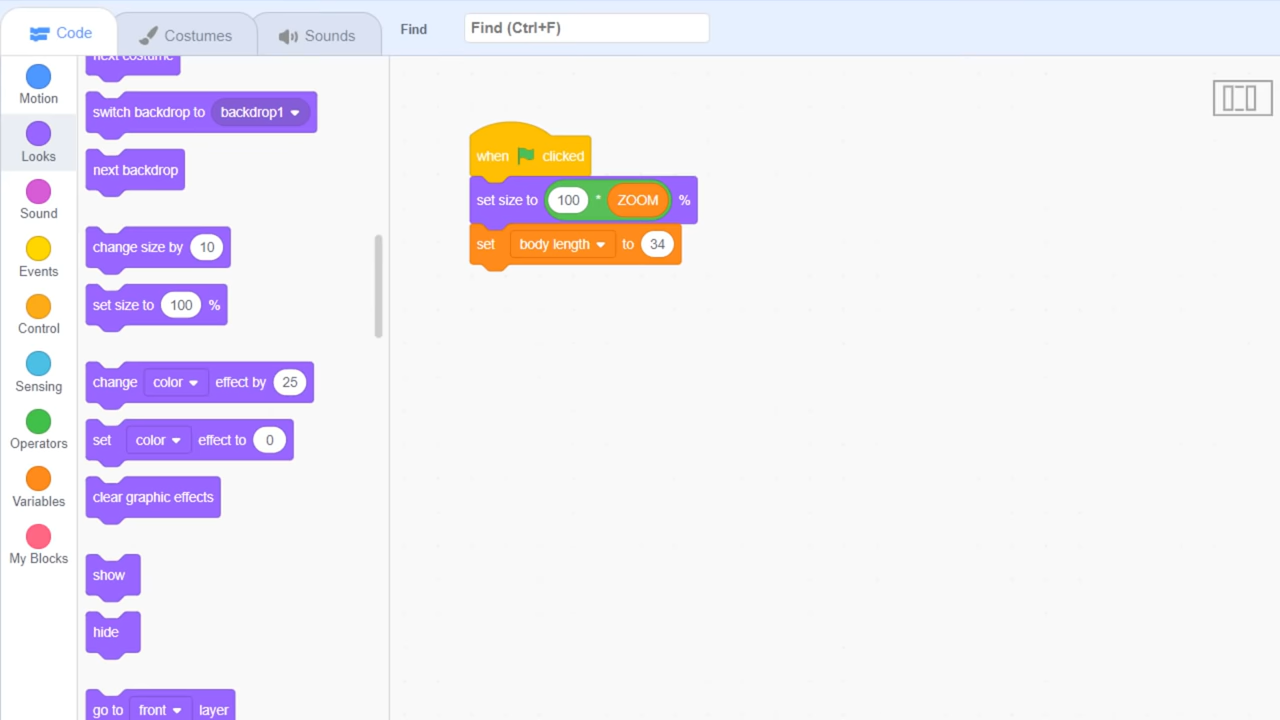 Code
Costumes
Sounds
Find
Find (Ctrl+F)
Motion
Looks
Sound
Events
Control
Sensing
Operators
Variables
My Blocks
next costume
switch backdrop to backdrop1
next backdrop
change size by 10
set size to 100 %
change color effect by 25
set color effect to 0
clear graphic effects
show
hide
go to front layer
when clicked
set size to 100 * ZOOM %
set body length to 34